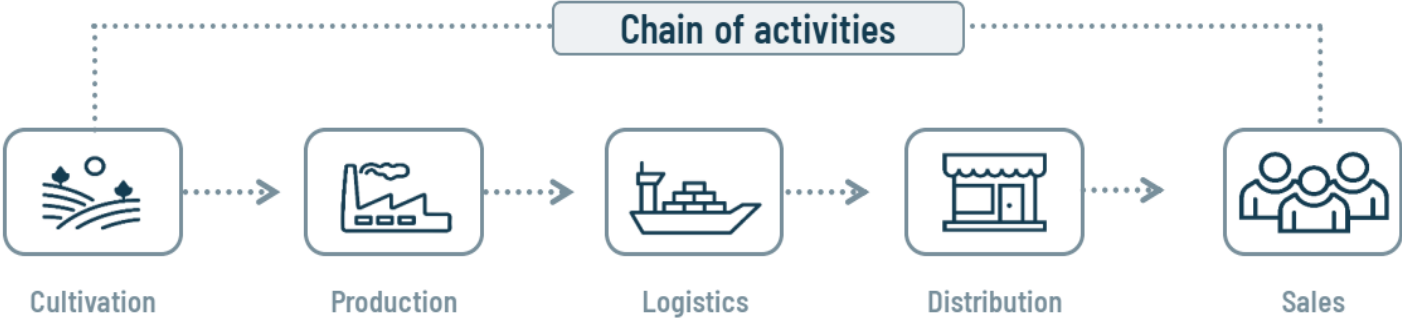 Chain of activities
Cultivation
Production
Logistics
Distribution
Sales